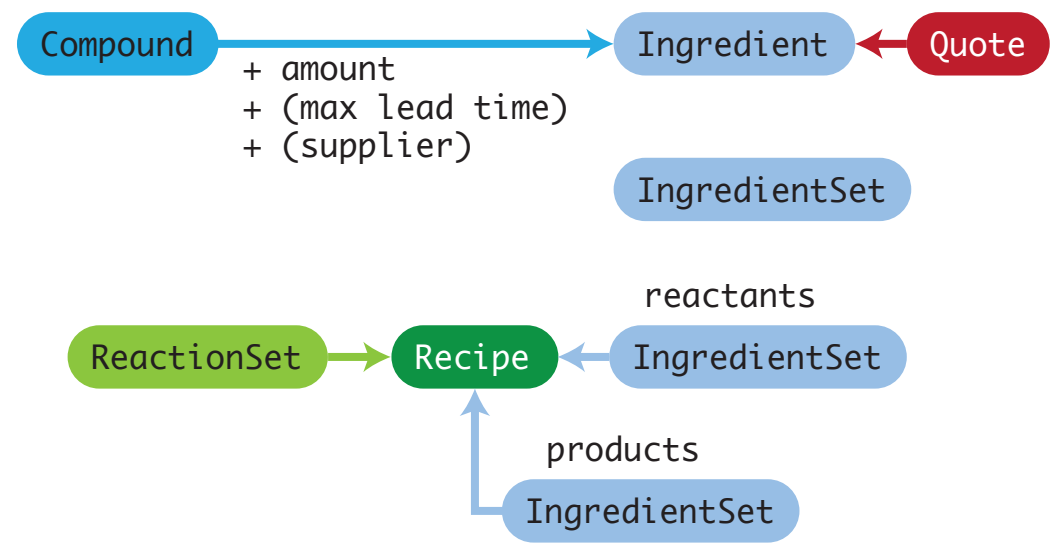 Compound
Ingredient
Quote
+ amount
+ (max lead time)
+ (supplier)
IngredientSet
reactants
ReactionSet
Recipe
IngredientSet
products
IngredientSet